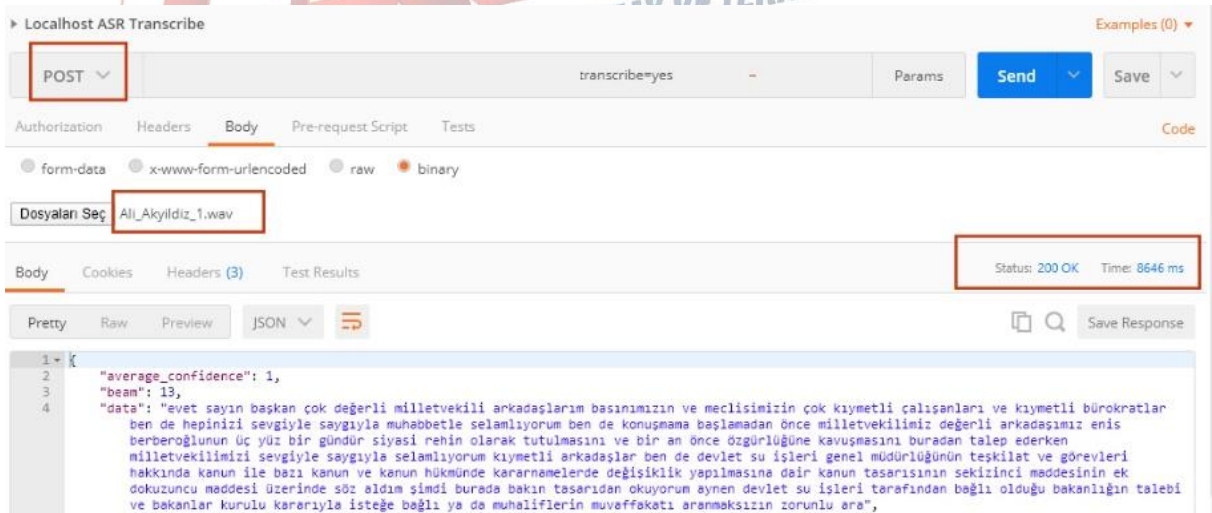 Localhost ASR Transcribe Examples (0)
POST transcribe=yes Params Send Save
Authorization Headers Body Pre-request Script Tests Code
form-data x-www-form-urlencoded raw binary
Dosyaları Seç Ali_Akyildiz_1.wav
Body Cookies Headers (3) Test Results Status: 200 OK Time: 8646 ms
Pretty Raw Preview JSON Save Response
1 {
2 "average_confidence": 1,
3 "beam": 13,
4 "data": "evet sayın başkan çok değerli milletvekili arkadaşlarım basınımızın ve meclisimizin çok kıymetli çalışanları ve kıymetli bürokratlar
ben de hepinizi sevgiyle saygıyla muhabbetle selamlıyorum ben de konuşmama başlamadan önce milletvekilimiz değerli arkadaşımız enis
berberoğlunun üç yüz bir gündür siyasi rehin olarak tutulmasını ve bir an önce özgürlüğüne kavuşmasını buradan talep ederken
milletvekilimizi sevgiyle saygıyla selamlıyorum kıymetli arkadaşlar ben de devlet su işleri genel müdürlüğünün teşkilat ve görevleri
hakkında kanun ile bazı kanun ve kanun hükmünde kararnamelerde değişiklik yapılmasına dair kanun tasarısının sekizinci maddesinin ek
dokuzuncu maddesi üzerinde söz aldım şimdi burada bakın tasarıdan okuyorum aynen devlet su işleri tarafından bağlı olduğu bakanlığın talebi
ve bakanlar kurulu kararıyla isteğe bağlı ya da muhaliflerin muvaffakatı aranmaksızın zorunlu ara",